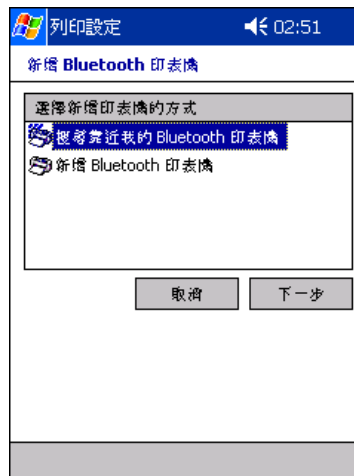 列印設定 02:51
新增 Bluetooth 印表機
選擇新增印表機的方式
搜尋靠近我的 Bluetooth 印表機
新增 Bluetooth 印表機
取消 下一步